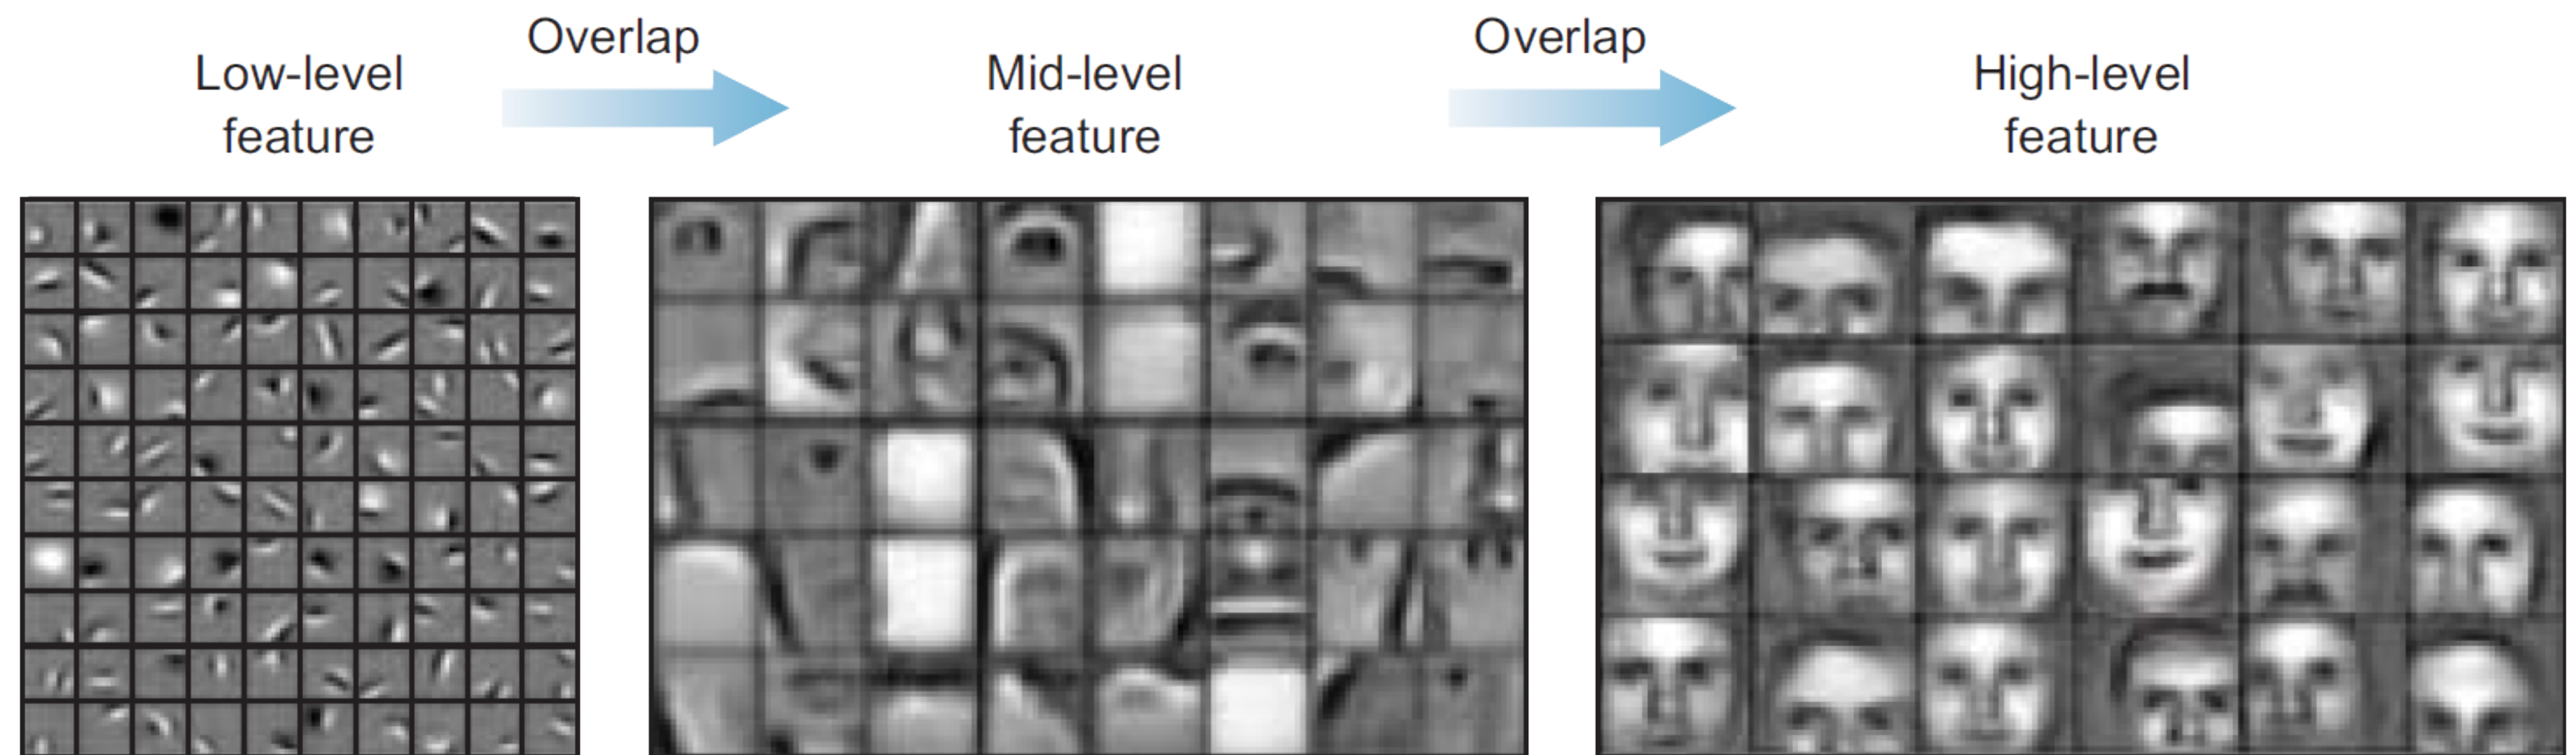 Overlap
Overlap
Low-level
feature
Mid-level
feature
High-level
feature